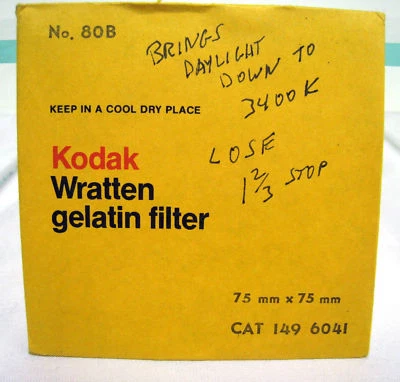 No. 80B
BRINGS
DAYLIGHT
DOWN TO
3400K
LOSE
1 2/3 STOP
KEEP IN A COOL DRY PLACE
Kodak
Wratten
gelatin filter
75 mm x 75 mm
CAT 149 6041